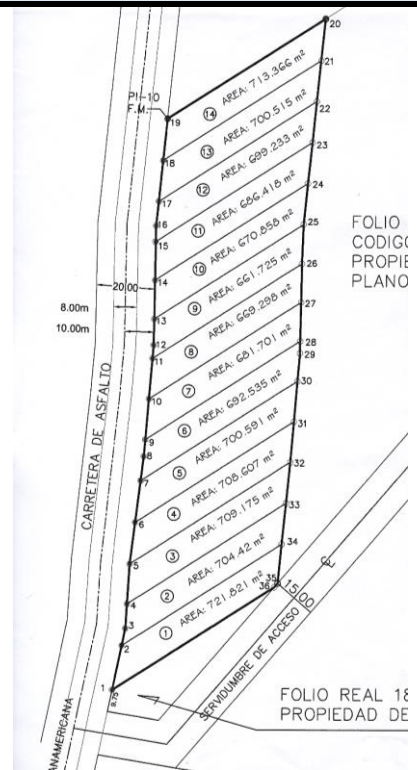 20
21
22
23
24
25
26
27
28
29
30
31
32
33
34
35
36
PI-10
F.M.
19
18
17
16
15
14
13
12
11
10
9
8
7
6
5
4
3
2
1
9.75
14 AREA: 713.366 m²
13 AREA: 700.515 m²
12 AREA: 699.233 m²
11 AREA: 686.418 m²
10 AREA: 670.858 m²
9 AREA: 661.725 m²
8 AREA: 669.298 m²
7 AREA: 681.701 m²
6 AREA: 692.535 m²
5 AREA: 700.591 m²
4 AREA: 708.607 m²
3 AREA: 709.175 m²
2 AREA: 704.42 m²
1 AREA: 721.821 m²
20.00
8.00m
10.00m
CARRETERA DE ASFALTO
FOLIO
CODIGO
PROPIE
PLANO
15.00
SERVIDUMBRE DE ACCESO
FOLIO REAL 18
PROPIEDAD DE
NAMERICANA